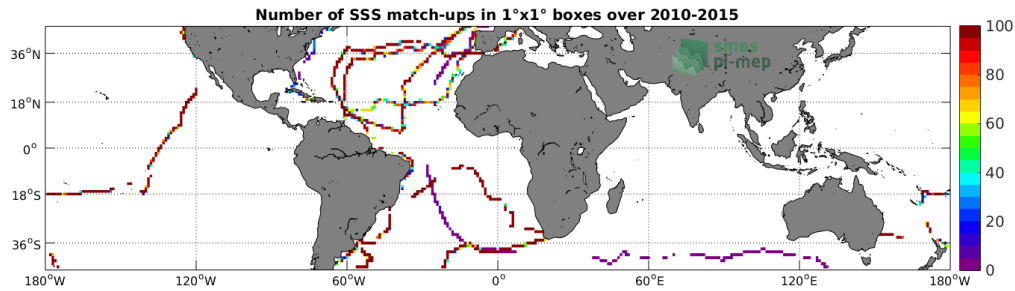 Number of SSS match-ups in 1°x1° boxes over 2010-2015
smos
pi-mep
36°N
18°N
0°
18°S
36°S
180°W 120°W 60°W 0° 60°E 120°E 180°W
100
80
60
40
20
0